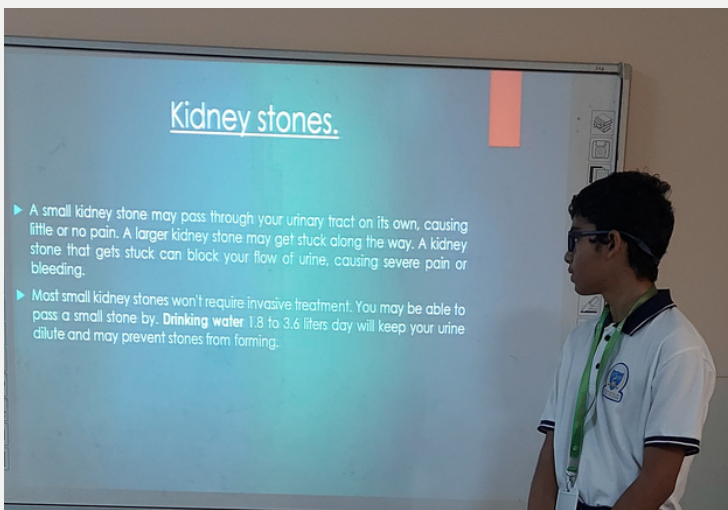 Kidney stones.
A small kidney stone may pass through your urinary tract on its own, causing
little or no pain. A larger kidney stone may get stuck along the way. A kidney
stone that gets stuck can block your flow of urine, causing severe pain or
bleeding.
Most small kidney stones won't require invasive treatment. You may be able to
pass a small stone by. Drinking water 1.8 to 3.6 liters day will keep your urine
dilute and may prevent stones from forming.